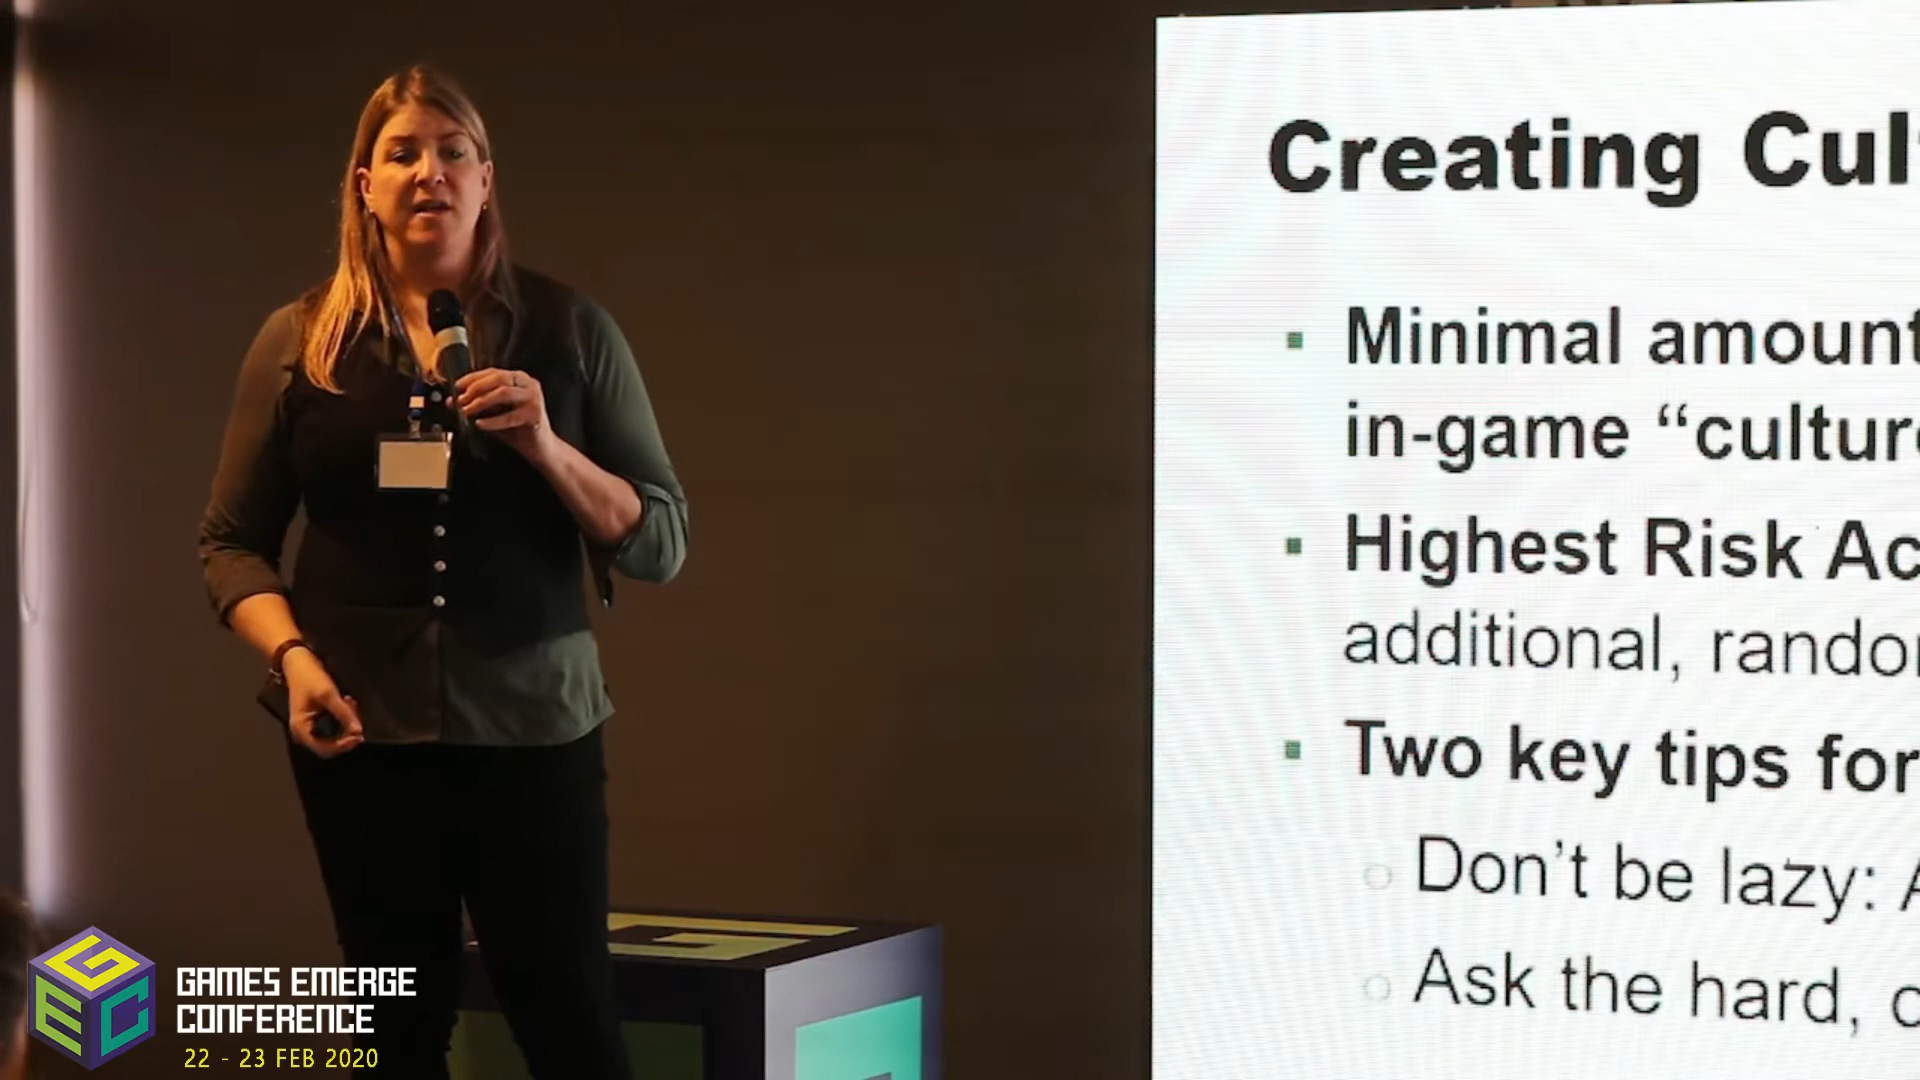 Creating Cul
Minimal amount
in-game “culture
Highest Risk Ac
additional, rando
Two key tips for
Don’t be lazy: A
Ask the hard, c
GEC
GAMES EMERGE
CONFERENCE
22 - 23 FEB 2020